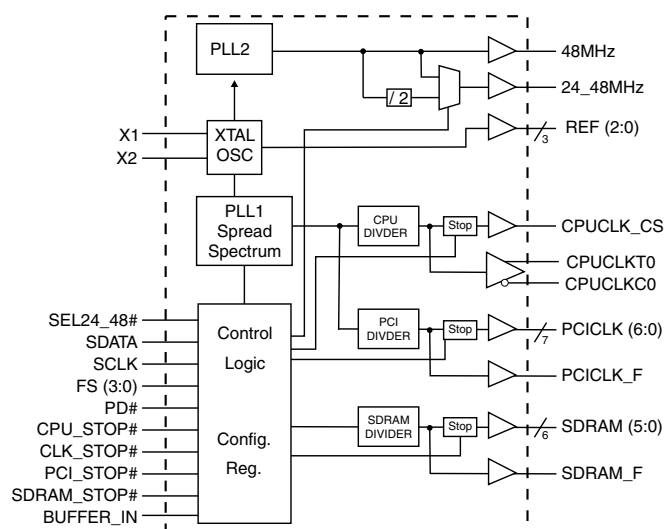 PLL2
48MHz
/ 2
24_48MHz
X1
X2
XTAL
OSC
3
REF (2:0)
PLL1
Spread
Spectrum
CPU
DIVDER
Stop
CPUCLK_CS
CPUCLKT0
CPUCLKC0
SEL24_48#
SDATA
SCLK
FS (3:0)
PD#
CPU_STOP#
CLK_STOP#
PCI_STOP#
SDRAM_STOP#
BUFFER_IN
Control
Logic
Config.
Reg.
PCI
DIVDER
Stop
7
PCICLK (6:0)
PCICLK_F
SDRAM
DIVIDER
Stop
6
SDRAM (5:0)
SDRAM_F